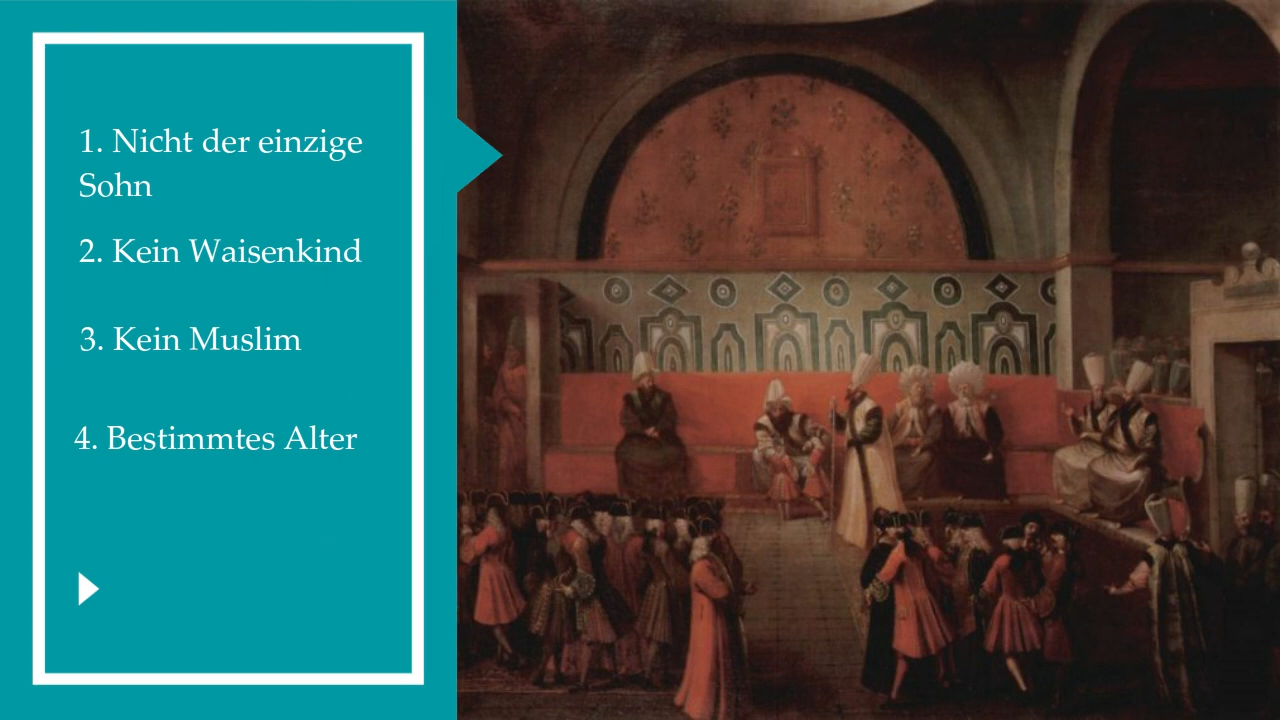 1. Nicht der einzige
Sohn
2. Kein Waisenkind
3. Kein Muslim
4. Bestimmtes Alter